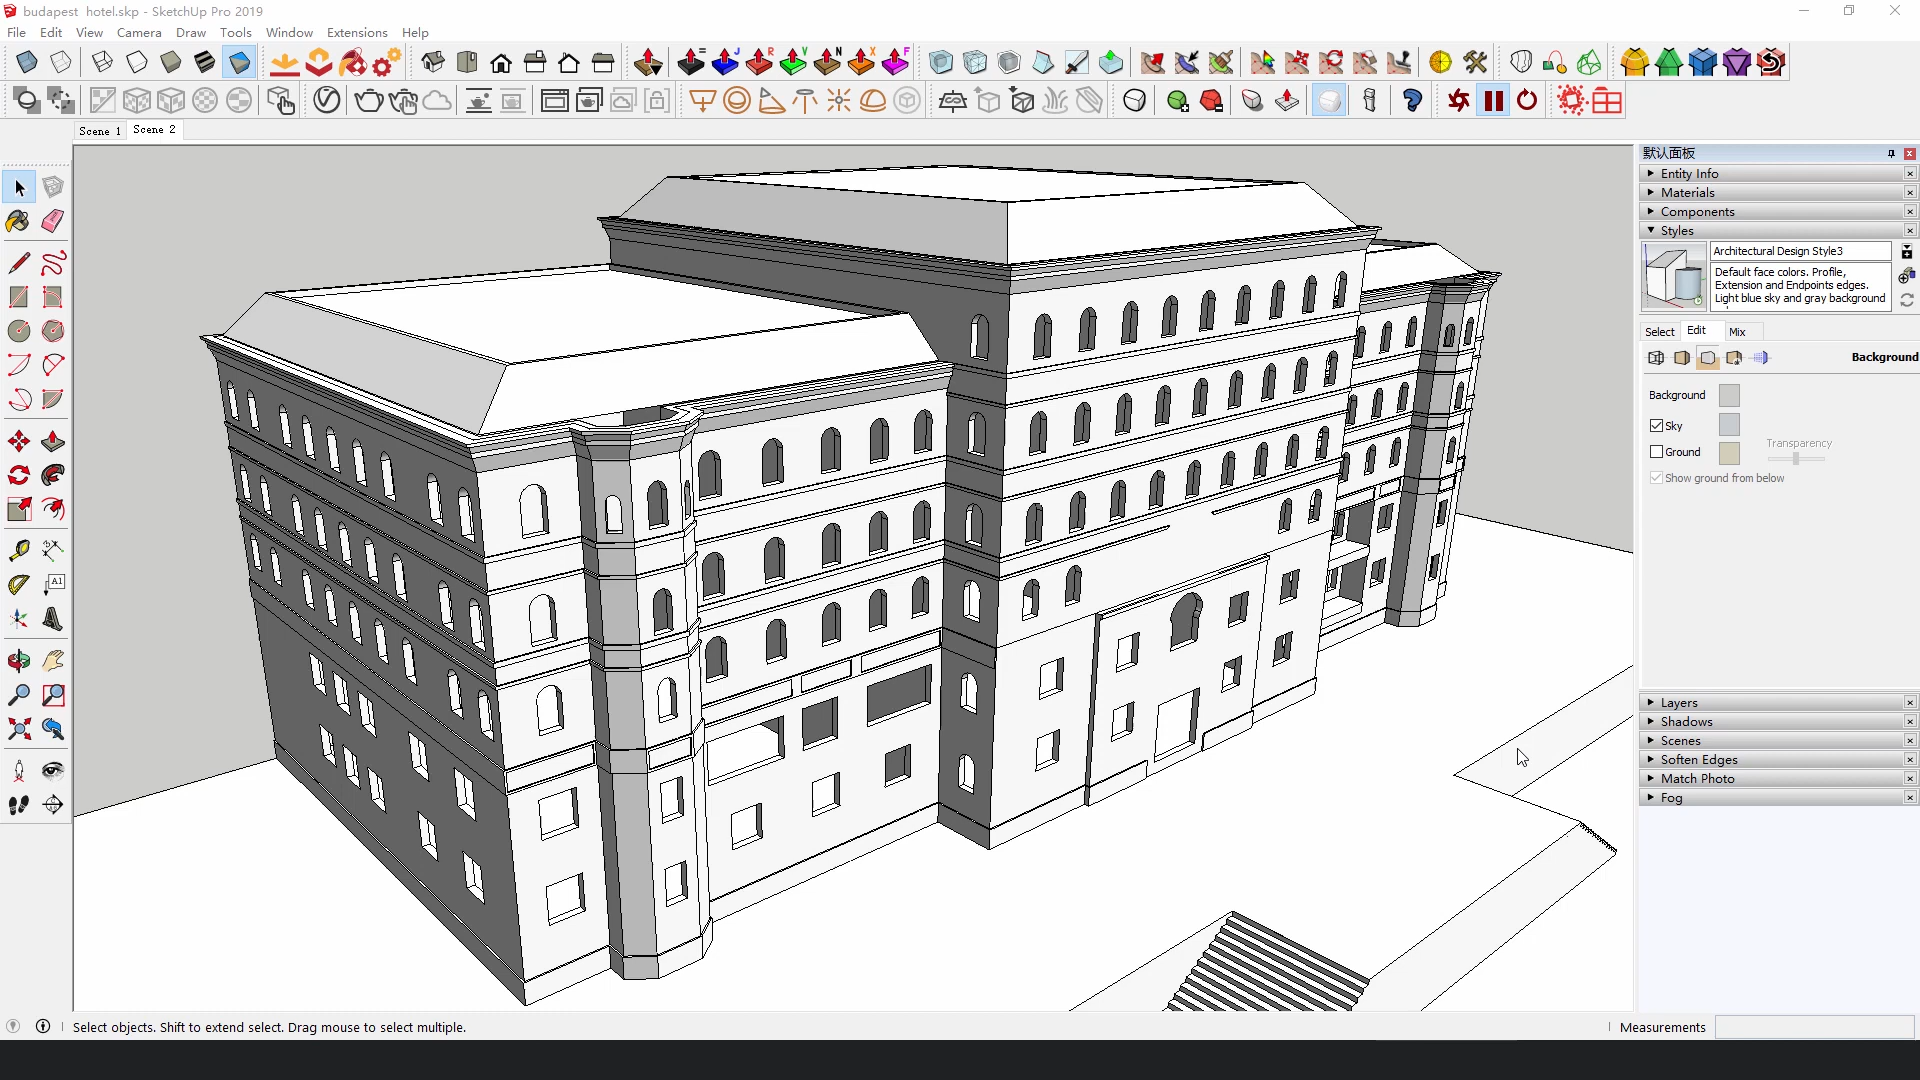 budapest hotel.skp - SketchUp Pro 2019
File Edit View Camera Draw Tools Window Extensions Help
= J R V N X F
Scene 1 Scene 2
默认面板
Entity Info
Materials
Components
Styles
Architectural Design Style3
Default face colors. Profile,
Extension and Endpoints edges.
Light blue sky and gray background
Select Edit Mix
Background
Background
Sky
Transparency
Ground
Show ground from below
A1
Layers
Shadows
Scenes
Soften Edges
Match Photo
Fog
Select objects. Shift to extend select. Drag mouse to select multiple.
Measurements